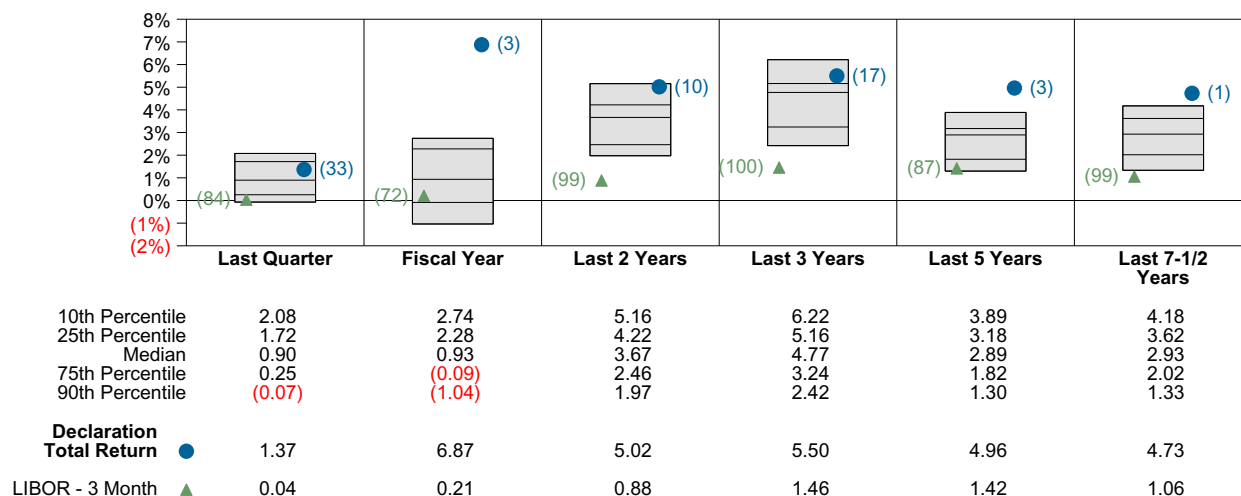 8%
7%
6%
5%
4%
3%
2%
1%
0%
(1%)
(2%)
(33)
(84)
(3)
(72)
(10)
(99)
(17)
(100)
(3)
(87)
(1)
(99)
Last Quarter Fiscal Year Last 2 Years Last 3 Years Last 5 Years Last 7-1/2
Years
10th Percentile 2.08 2.74 5.16 6.22 3.89 4.18
25th Percentile 1.72 2.28 4.22 5.16 3.18 3.62
Median 0.90 0.93 3.67 4.77 2.89 2.93
75th Percentile 0.25 (0.09) 2.46 3.24 1.82 2.02
90th Percentile (0.07) (1.04) 1.97 2.42 1.30 1.33
Declaration
Total Return 1.37 6.87 5.02 5.50 4.96 4.73
LIBOR - 3 Month 0.04 0.21 0.88 1.46 1.42 1.06